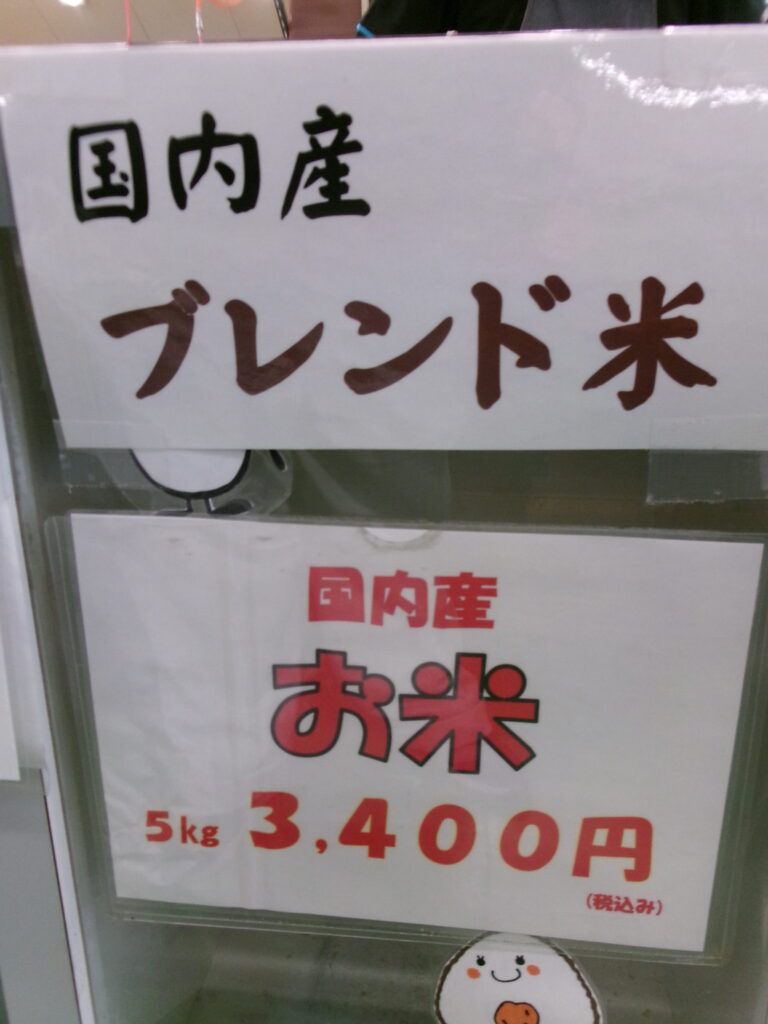 国内産
ブレンド米
国内産
お米
5kg 3,400円
(税込み)